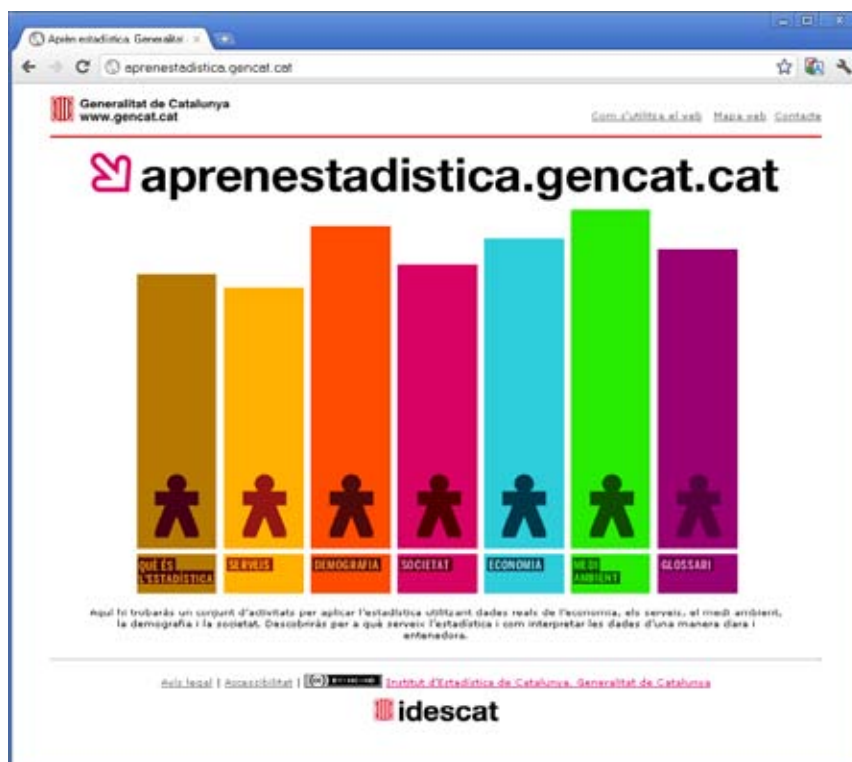 Aprèn estadística. Generalitat
aprenestadistica.gencat.cat
Generalitat de Catalunya
www.gencat.cat
Com s'utilitza el web Mapa web Contacte
aprenestadistica.gencat.cat
QUÈ ÉS
L'ESTADÍSTICA
SERVEIS
DEMOGRAFIA
SOCIETAT
ECONOMIA
MEDI
AMBIENT
GLOSSARI
Aquí hi trobaràs un conjunt d'activitats per aplicar l'estadística utilitzant dades reals de l'economia, els serveis, el medi ambient,
la demografia i la societat. Descobriràs per a què serveix l'estadística i com interpretar les dades d'una manera clara i
entenedora.
Avís legal | Accessibilitat | Institut d'Estadística de Catalunya. Generalitat de Catalunya
idescat